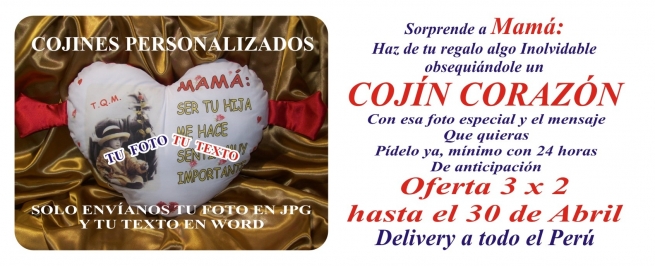 COJINES PERSONALIZADOS
T.Q.M.
MAMÁ:
SER TU HIJA
ME HACE
SENTIR MUY
IMPORTANTE
TU FOTO TU TEXTO
SOLO ENVÍANOS TU FOTO EN JPG
Y TU TEXTO EN WORD
Sorprende a Mamá:
Haz de tu regalo algo Inolvidable
obsequiándole un
COJÍN CORAZÓN
Con esa foto especial y el mensaje
Que quieras
Pídelo ya, mínimo con 24 horas
De anticipación
Oferta 3 x 2
hasta el 30 de Abril
Delivery a todo el Perú